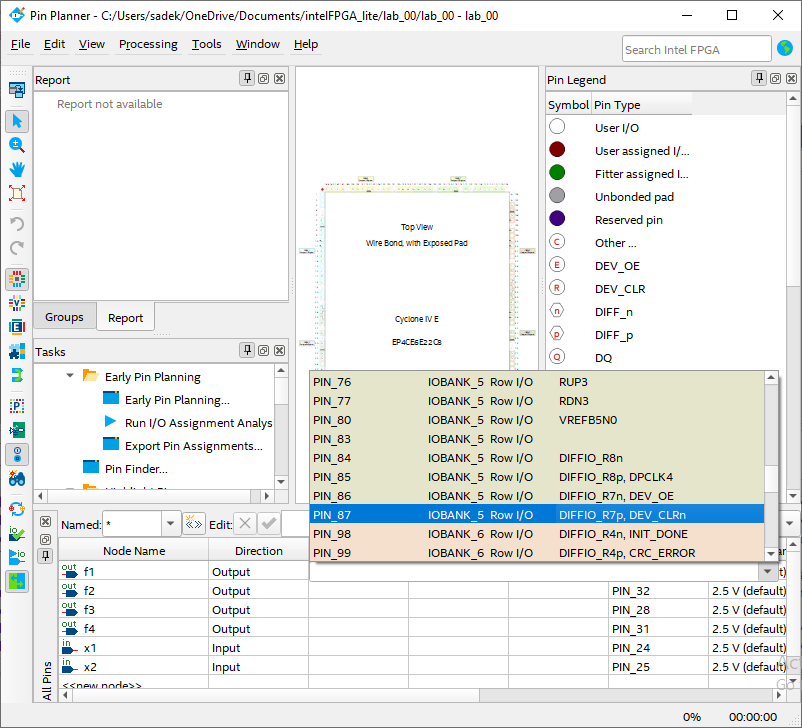 Pin Planner - C:/Users/sadek/OneDrive/Documents/intelFPGA_lite/lab_00/lab_00 - lab_00
File Edit View Processing Tools Window Help
Search Intel FPGA
Report
Report not available
Groups Report
Tasks
Early Pin Planning
Early Pin Planning...
Run I/O Assignment Analys
Export Pin Assignments...
Pin Finder...
Top View
Wire Bond, with Exposed Pad
Cyclone IV E
EP4CE6E22C8
Pin Legend
Symbol Pin Type
User I/O
User assigned I/...
Fitter assigned I...
Unbonded pad
Reserved pin
C Other ...
E DEV_OE
R DEV_CLR
n DIFF_n
p DIFF_p
Q DQ
PIN_76 IOBANK_5 Row I/O RUP3
PIN_77 IOBANK_5 Row I/O RDN3
PIN_80 IOBANK_5 Row I/O VREFB5N0
PIN_83 IOBANK_5 Row I/O
PIN_84 IOBANK_5 Row I/O DIFFIO_R8n
PIN_85 IOBANK_5 Row I/O DIFFIO_R8p, DPCLK4
PIN_86 IOBANK_5 Row I/O DIFFIO_R7n, DEV_OE
PIN_87 IOBANK_5 Row I/O DIFFIO_R7p, DEV_CLRn
PIN_98 IOBANK_6 Row I/O DIFFIO_R4n, INIT_DONE
PIN_99 IOBANK_6 Row I/O DIFFIO_R4p, CRC_ERROR
Named: * Edit:
Node Name Direction
out f1 Output
out f2 Output PIN_32 2.5 V (default)
out f3 Output PIN_28 2.5 V (default)
out f4 Output PIN_31 2.5 V (default)
in x1 Input PIN_24 2.5 V (default)
in x2 Input PIN_25 2.5 V (default)
<<new node>>
All Pins
0% 00:00:00